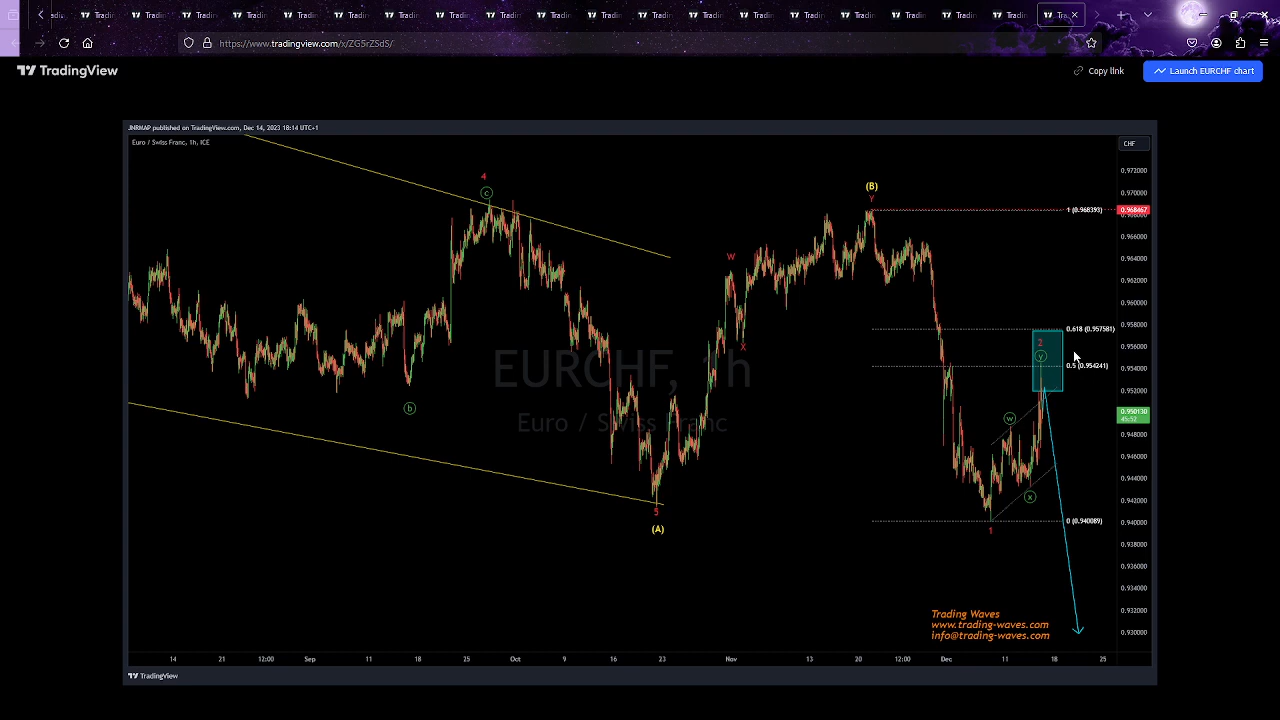 https://www.tradingview.com/x/ZG5rZSdS/
TradingView
Copy link
Launch EURCHF chart
JNRMAP published on TradingView.com, Dec 14, 2023 18:14 UTC+1
Euro / Swiss Franc, 1h, ICE
CHF
0.972000
0.970000
0.968467
0.968000
0.966000
0.964000
0.962000
0.960000
0.958000
0.956000
0.954000
0.952000
0.950130
45:52
0.948000
0.946000
0.944000
0.942000
0.940000
0.938000
0.936000
0.934000
0.932000
0.930000
4
c
b
5
(A)
W
X
(B)
Y
1 (0.968393)
0.618 (0.957581)
0.5 (0.954241)
0 (0.940089)
2
y
w
x
1
EURCHF, 1h
Euro / Swiss Franc
Trading Waves
www.trading-waves.com
info@trading-waves.com
14 21 12:00 Sep 11 18 25 Oct 9 16 23 Nov 13 20 12:00 Dec 11 18 25
TradingView